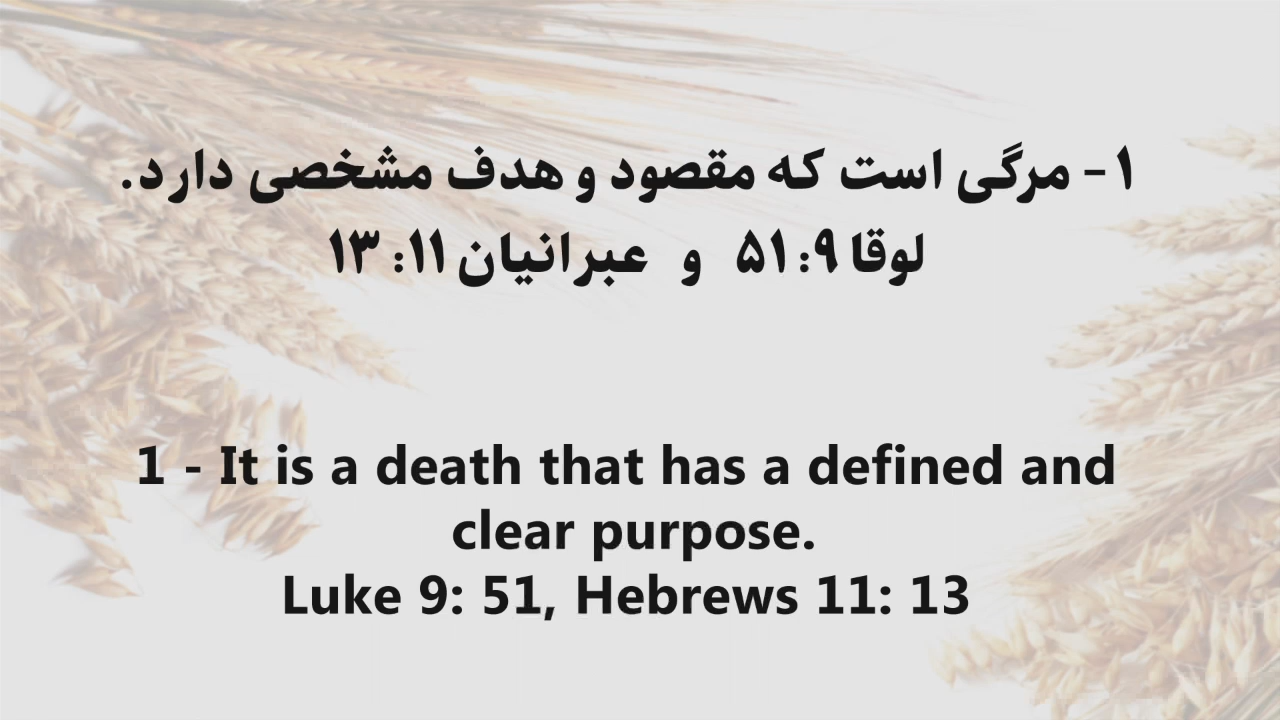 ۱- مرگی است که مقصود و هدف مشخصی دارد.
لوقا ۹: ۵۱ و عبرانیان ۱۱: ۱۳
1 - It is a death that has a defined and
clear purpose.
Luke 9: 51, Hebrews 11: 13